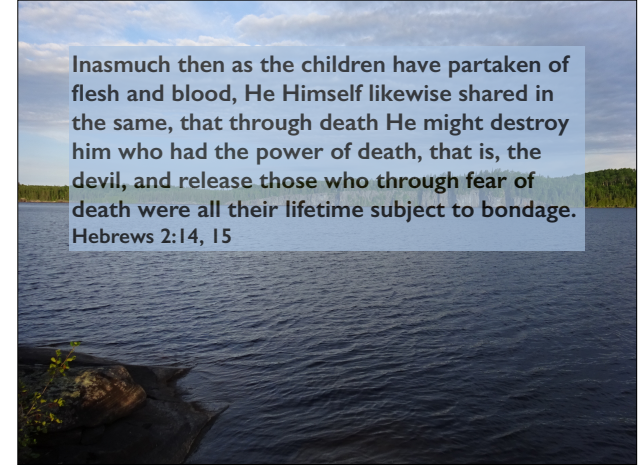 Inasmuch then as the children have partaken of
flesh and blood, He Himself likewise shared in
the same, that through death He might destroy
him who had the power of death, that is, the
devil, and release those who through fear of
death were all their lifetime subject to bondage.
Hebrews 2:14, 15